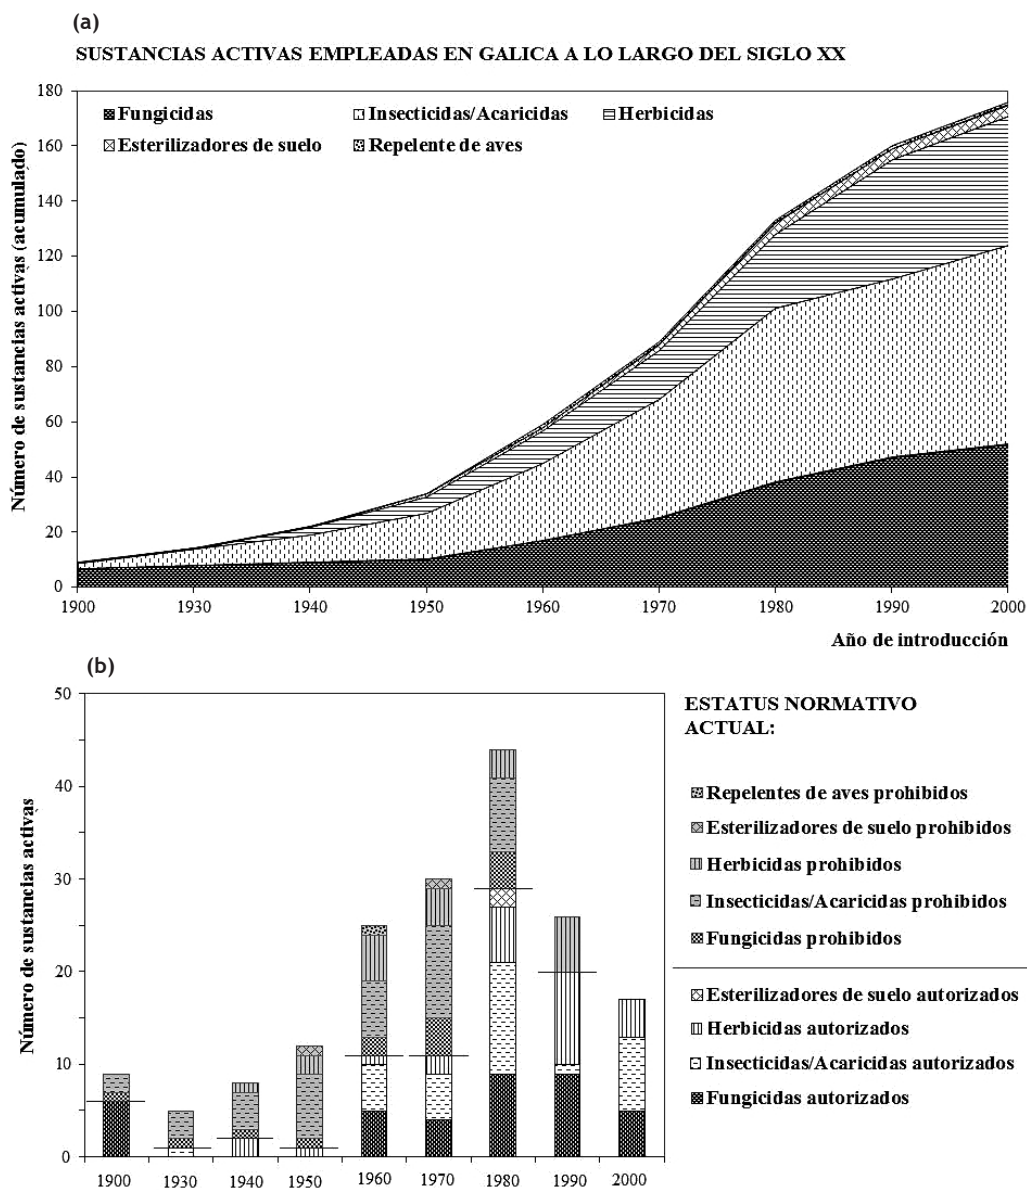 (a)
SUSTANCIAS ACTIVAS EMPLEADAS EN GALICA A LO LARGO DEL SIGLO XX
180
160
140
120
100
80
60
40
20
0
Número de sustancias activas (acumulado)
Fungicidas Insecticidas/Acaricidas Herbicidas
Esterilizadores de suelo Repelente de aves
1900 1930 1940 1950 1960 1970 1980 1990 2000
Año de introducción
(b)
50
40
30
20
10
0
Número de sustancias activas
1900 1930 1940 1950 1960 1970 1980 1990 2000
ESTATUS NORMATIVO
ACTUAL:
Repelentes de aves prohibidos
Esterilizadores de suelo prohibidos
Herbicidas prohibidos
Insecticidas/Acaricidas prohibidos
Fungicidas prohibidos
Esterilizadores de suelo autorizados
Herbicidas autorizados
Insecticidas/Acaricidas autorizados
Fungicidas autorizados